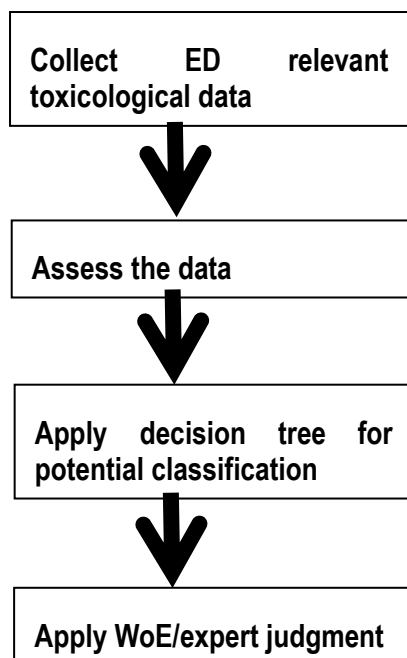 Collect ED relevant
toxicological data
Assess the data
Apply decision tree for
potential classification
Apply WoE/expert judgment